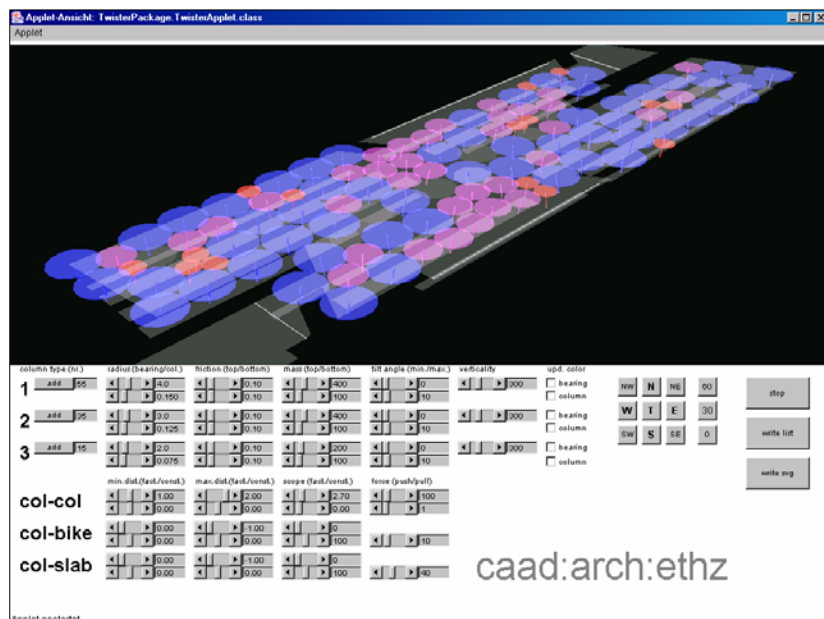 Applet-Ansicht: TwisterPackage.TwisterApplet.class
Applet
column type (nr.) radius (bearing/col.) friction (top/bottom) mass (top/bottom) tilt angle (min./max.) verticality upd. color
1 add 55 4.0 0.10 400 0 300 bearing
0.150 0.10 100 10 column
2 add 25 3.0 0.10 400 0 300 bearing
0.125 0.10 100 10 column
3 add 15 2.0 0.10 200 0 300 bearing
0.075 0.10 100 10 column
NW N NE 60
W T E 30
SW S SE 0
stop
write list
write svg
min. dist.(fact./const.) max. dist.(fact./const.) scope (fact./const.) force (push/pull)
col-col 1.00 2.00 2.70 100
0.00 0.00 0.00 1
col-bike 0.00 -1.00 0
0.00 0.00 100 10
col-slab 0.00 -1.00 0
0.00 0.00 100 40
caad:arch:ethz
Applet gestartet